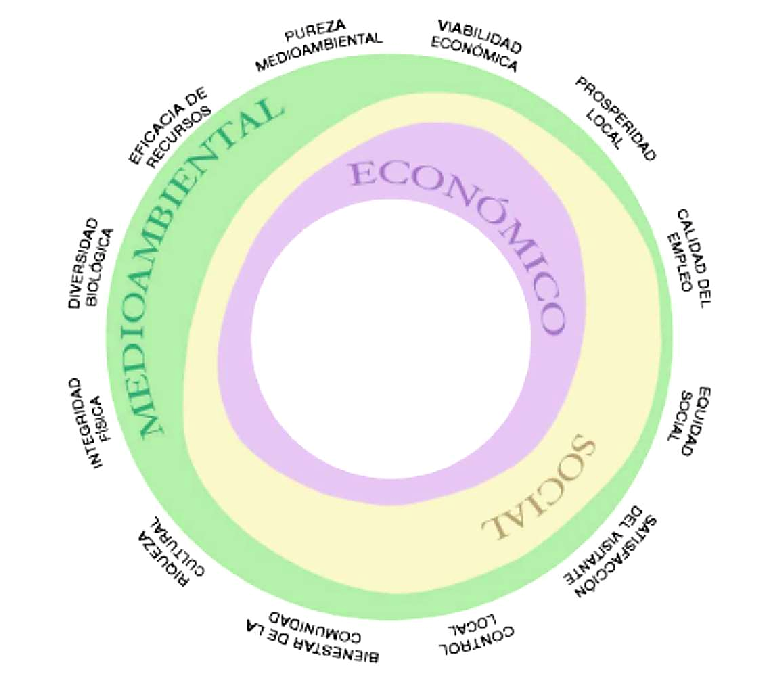 PUREZA
MEDIOAMBIENTAL
VIABILIDAD
ECONÓMICA
PROSPERIDAD
LOCAL
CALIDAD DEL
EMPLEO
EQUIDAD
SOCIAL
SATISFACCIÓN
DEL VISITANTE
CONTROL
LOCAL
BIENESTAR DE LA
COMUNIDAD
RIQUEZA
CULTURAL
INTEGRIDAD
FISICA
DIVERSIDAD
BIOLÓGICA
EFICACIA DE
RECURSOS
MEDIOAMBIENTAL
ECONÓMICO
SOCIAL